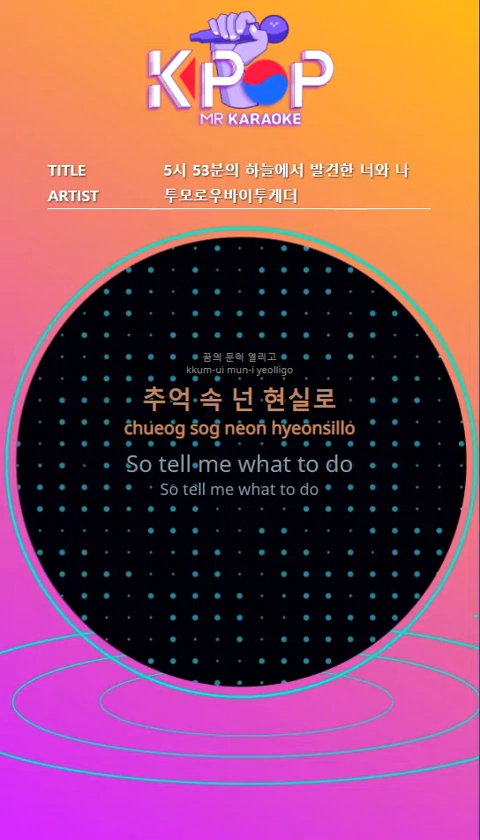 KPOP
MR KARAOKE
TITLE 5시 53분의 하늘에서 발견한 너와 나
ARTIST 투모로우바이투게더
꿈의 문이 열리고
kkum-ui mun-i yeolligo
추억 속 넌 현실로
chueog sog neon hyeonsillo
So tell me what to do
So tell me what to do